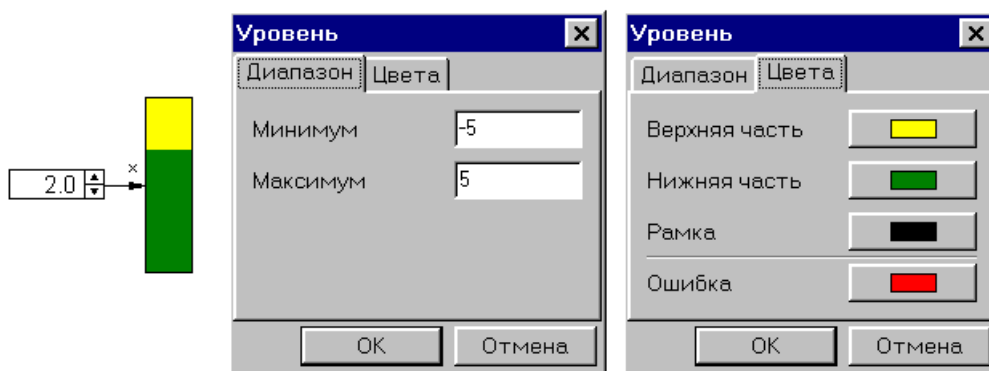 x
2.0
Уровень
Диапазон Цвета
Минимум -5
Максимум 5
OK Отмена
Уровень
Диапазон Цвета
Верхняя часть
Нижняя часть
Рамка
Ошибка
OK Отмена